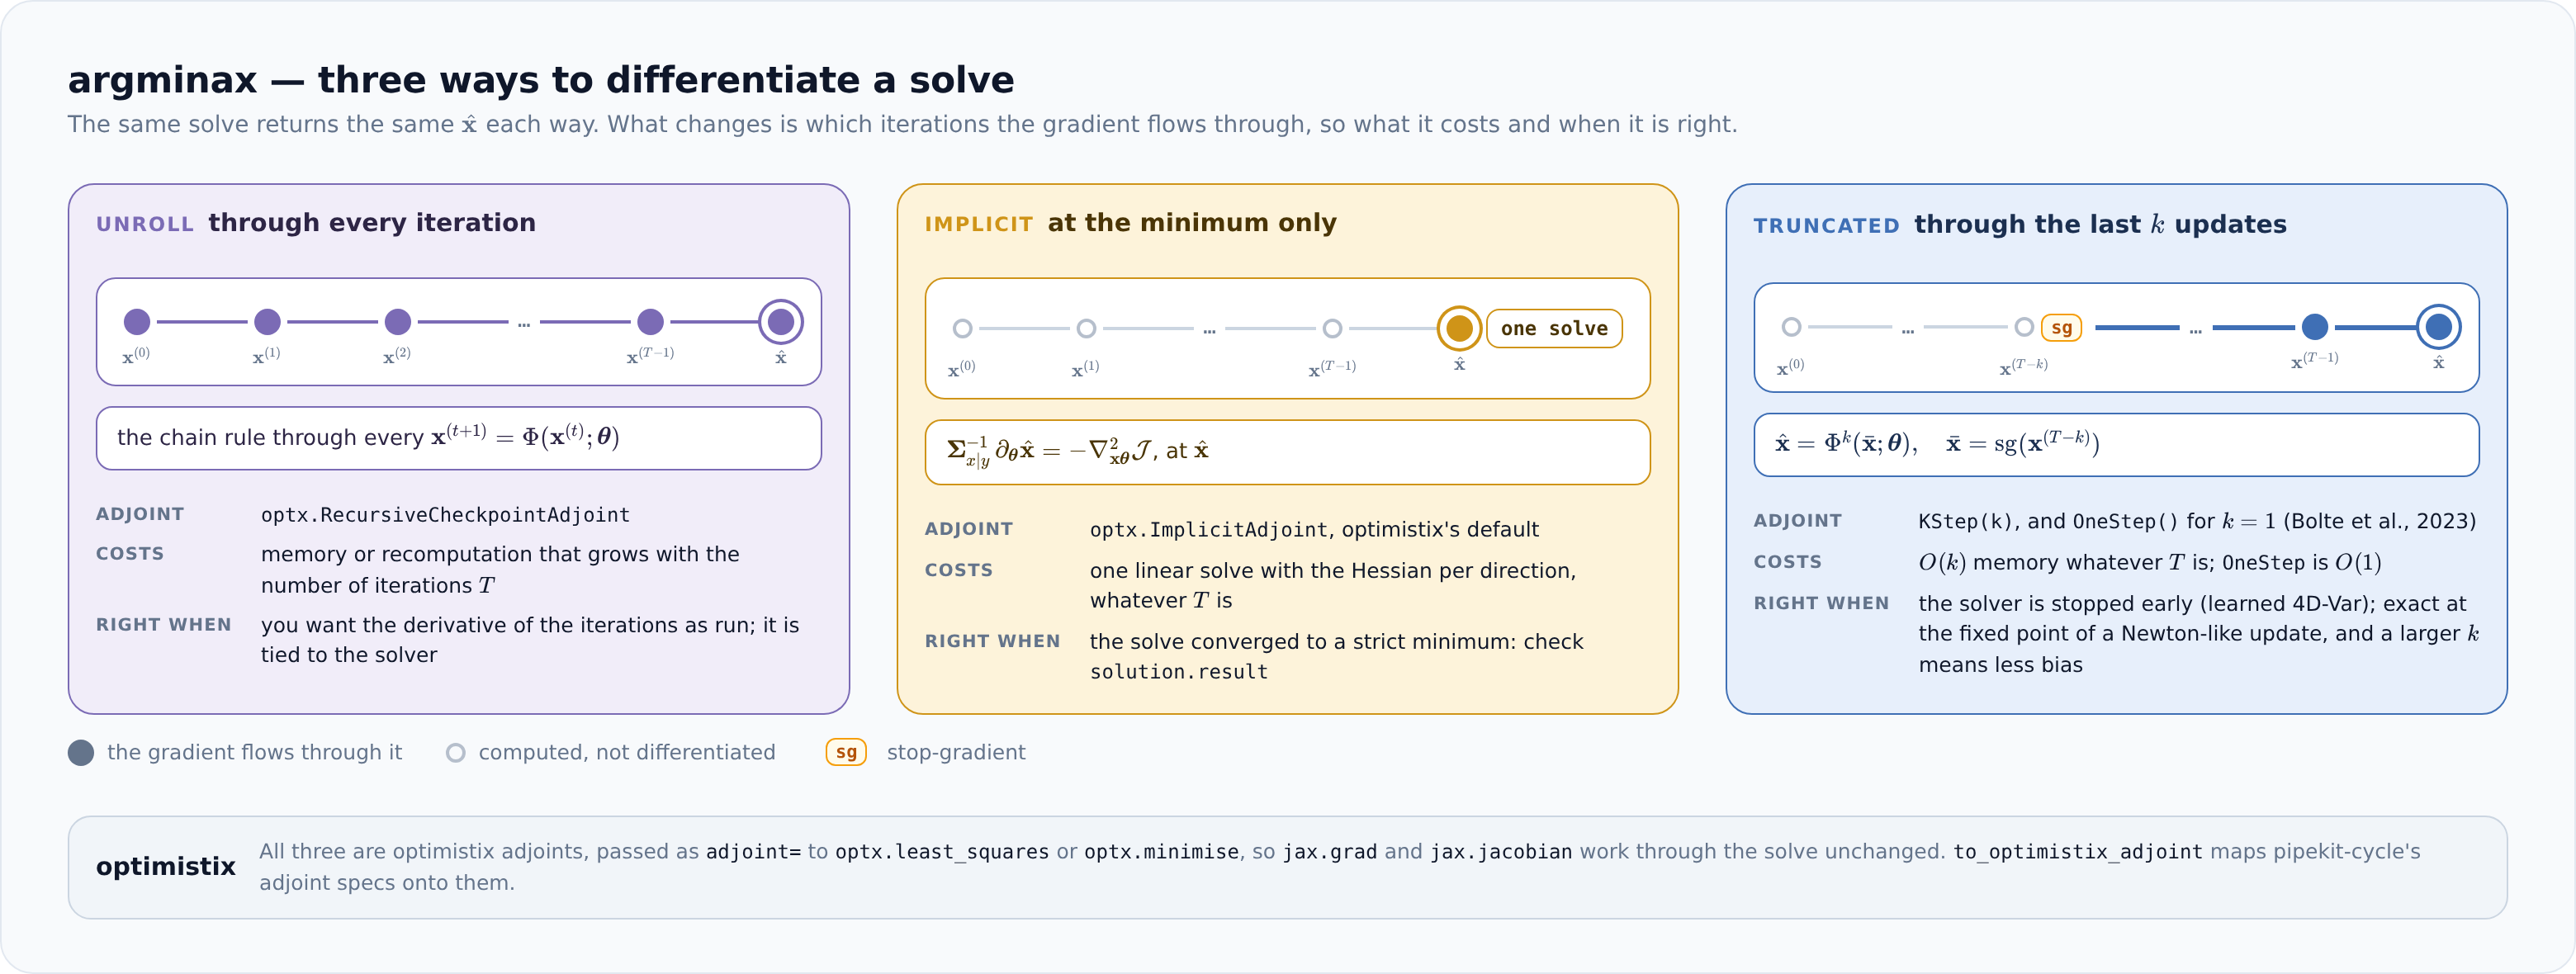 argminax — three ways to differentiate a solve
The same solve returns the same x̂ each way. What changes is which iterations the gradient flows through, so what it costs and when it is right.
UNROLL through every iteration
x⁽⁰⁾ x⁽¹⁾ x⁽²⁾ … x⁽ᵀ⁻¹⁾ x̂
the chain rule through every x^(t+1) = Φ(x^(t); θ)
ADJOINT optx.RecursiveCheckpointAdjoint
COSTS memory or recomputation that grows with the
number of iterations T
RIGHT WHEN you want the derivative of the iterations as run; it is
tied to the solver
IMPLICIT at the minimum only
x^(0) x^(1) … x^(T−1) x̂ one solve
Σ_{x|y}^{−1} ∂_θ x̂ = −∇²_{xθ} 𝒥, at x̂
ADJOINT optx.ImplicitAdjoint, optimistix's default
COSTS one linear solve with the Hessian per direction,
whatever T is
RIGHT WHEN the solve converged to a strict minimum: check
solution.result
TRUNCATED through the last k updates
x^(0) … x^(T−k) sg … x^(T−1) x̂
x̂ = Φ^k(x̄; θ), x̄ = sg(x^(T−k))
ADJOINT KStep(k), and OneStep() for k = 1 (Bolte et al., 2023)
COSTS O(k) memory whatever T is; OneStep is O(1)
RIGHT WHEN the solver is stopped early (learned 4D-Var); exact at
the fixed point of a Newton-like update, and a larger k
means less bias
the gradient flows through it computed, not differentiated sg stop-gradient
optimistix All three are optimistix adjoints, passed as adjoint= to optx.least_squares or optx.minimise, so jax.grad and jax.jacobian work through the solve unchanged. to_optimistix_adjoint maps pipekit-cycle's
adjoint specs onto them.